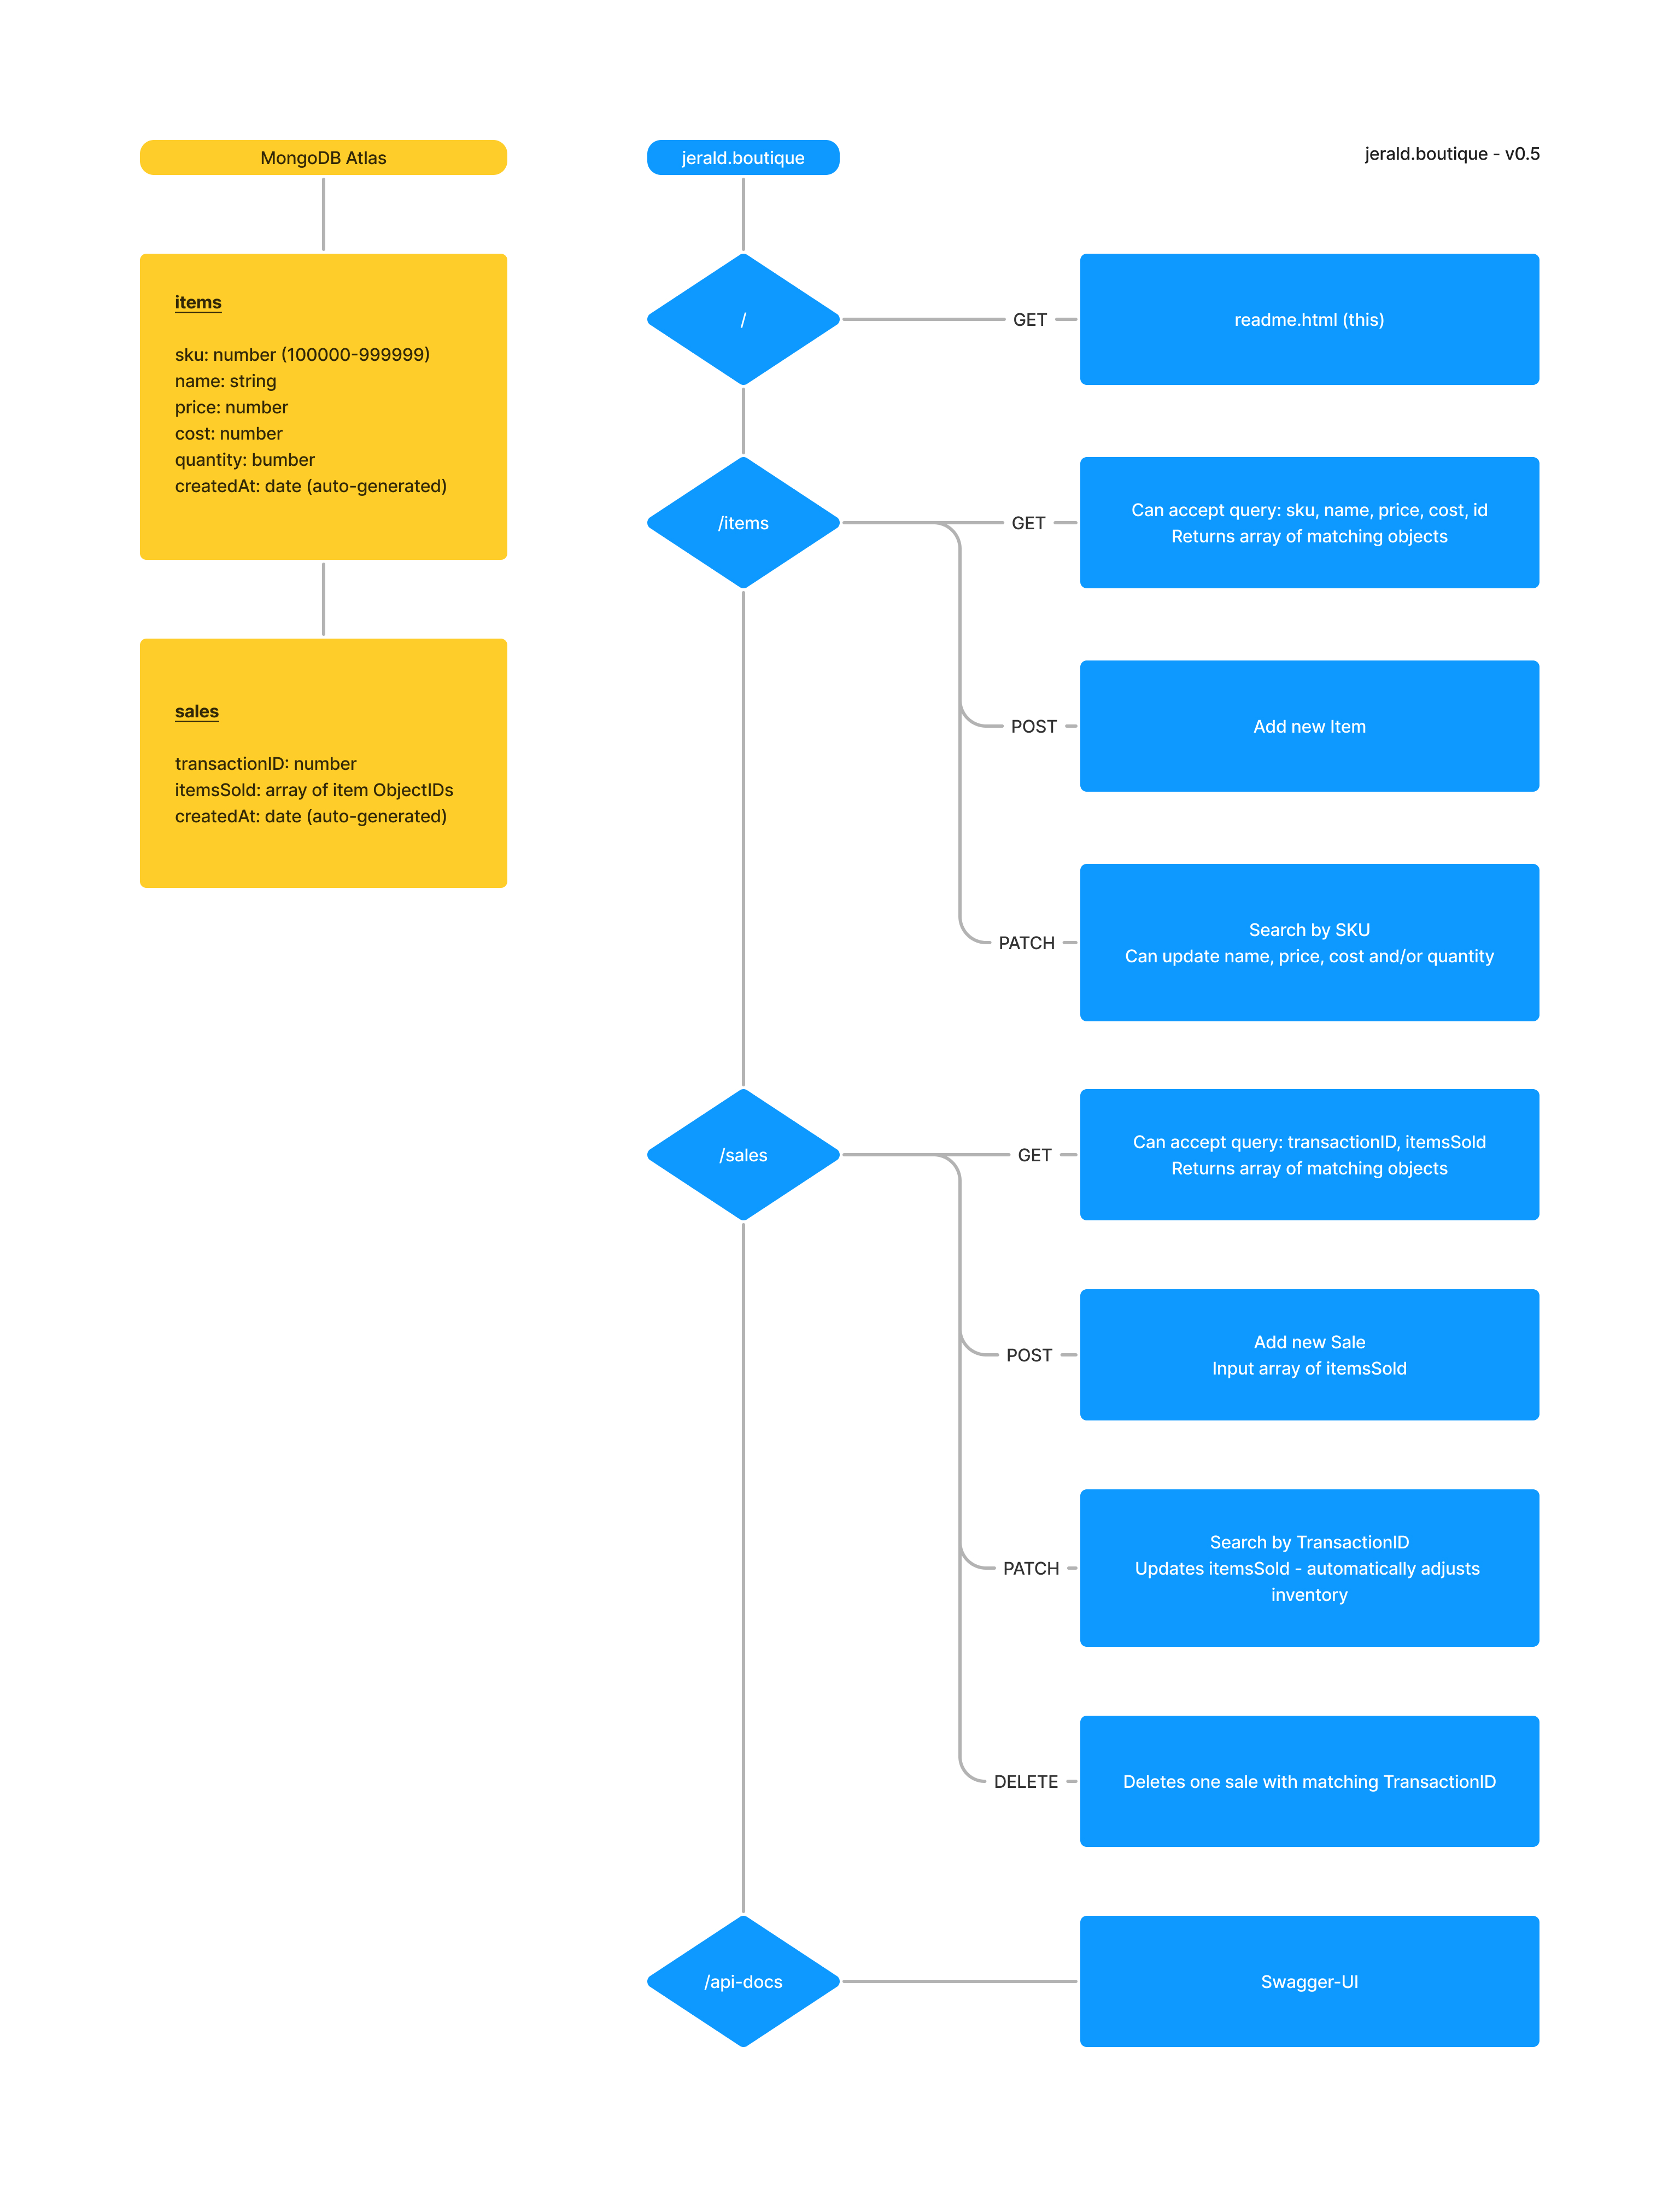 MongoDB Atlas
items
sku: number (100000-999999)
name: string
price: number
cost: number
quantity: bumber
createdAt: date (auto-generated)
sales
transactionID: number
itemsSold: array of item ObjectIDs
createdAt: date (auto-generated)
jerald.boutique
jerald.boutique - v0.5
/
GET
readme.html (this)
/items
GET
Can accept query: sku, name, price, cost, id
Returns array of matching objects
POST
Add new Item
PATCH
Search by SKU
Can update name, price, cost and/or quantity
/sales
GET
Can accept query: transactionID, itemsSold
Returns array of matching objects
POST
Add new Sale
Input array of itemsSold
PATCH
Search by TransactionID
Updates itemsSold - automatically adjusts
inventory
DELETE
Deletes one sale with matching TransactionID
/api-docs
Swagger-UI